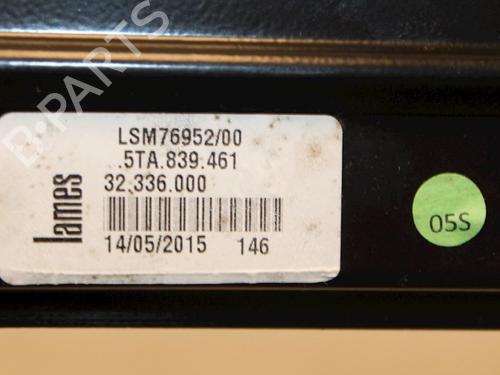 B-PARTS
LSM76952/00
..5TA.839.461
32.336.000
lames
14/05/2015 146
05S